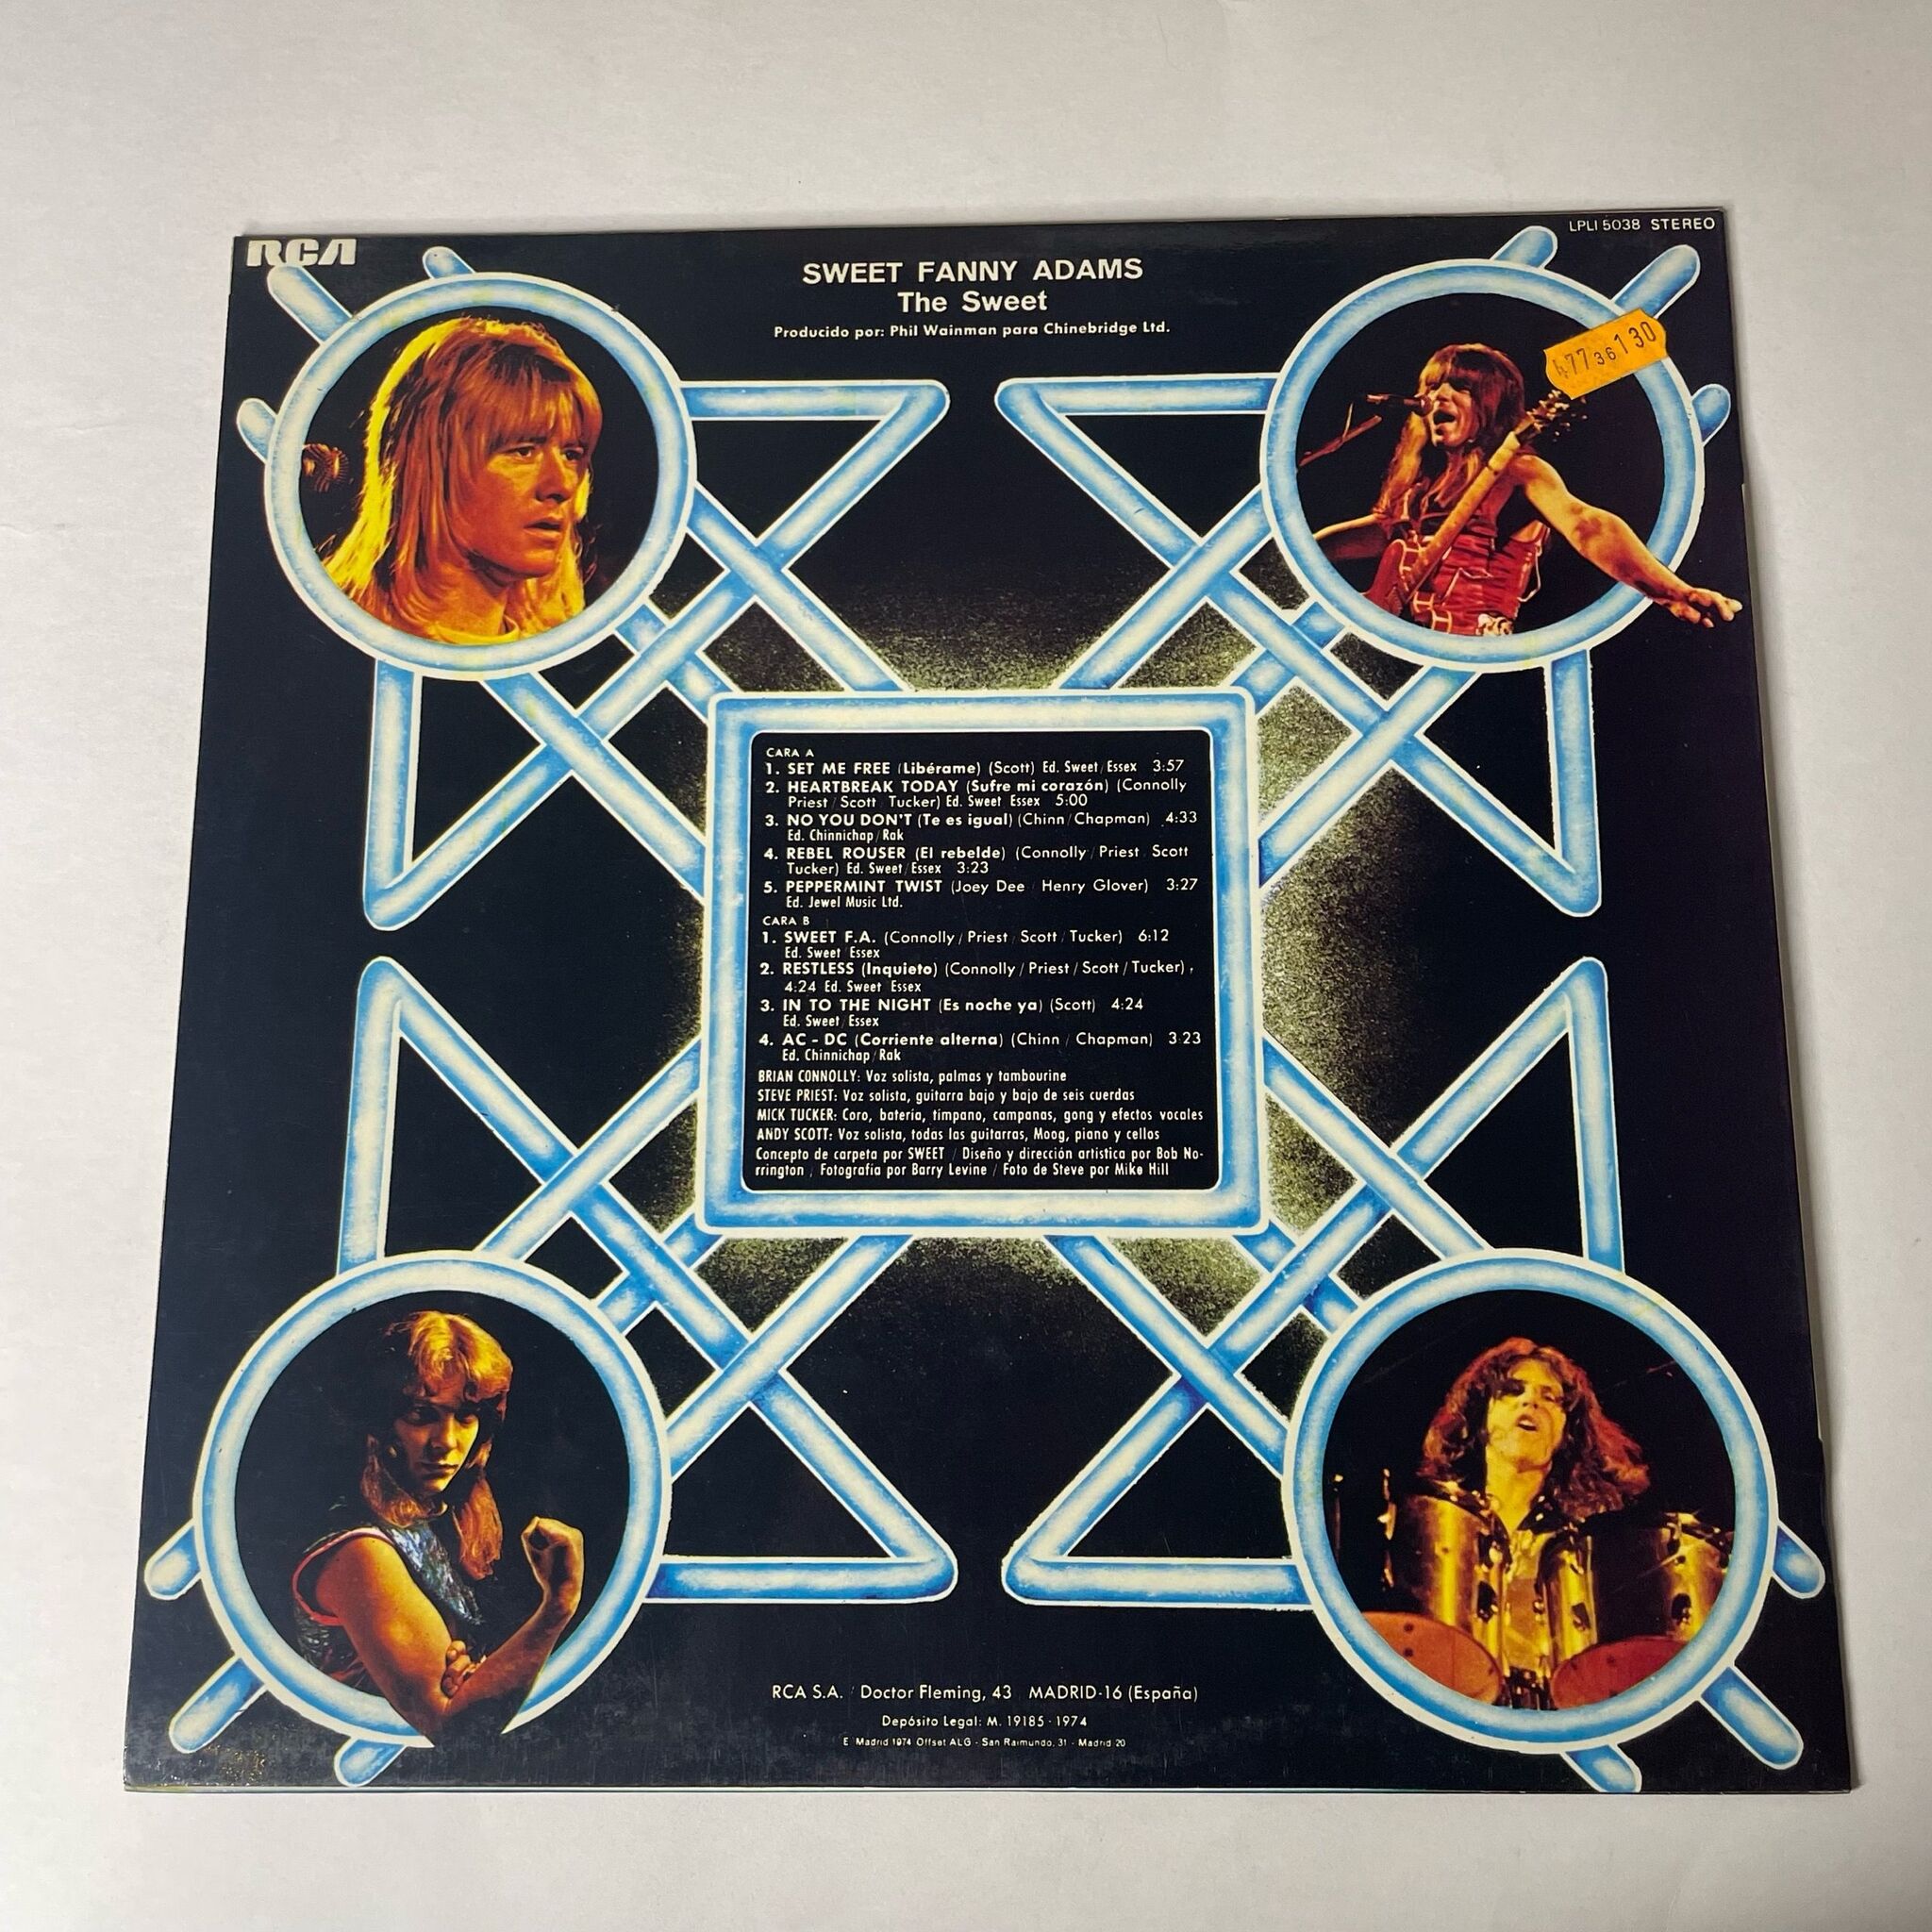 RCA
LPLI 5038 STEREO
SWEET FANNY ADAMS
The Sweet
Producido por: Phil Wainman para Chinebridge Ltd.
CARA A
1. SET ME FREE (Libérame) (Scott) Ed. Sweet/Essex 3:57
2. HEARTBREAK TODAY (Sufre mi corazón) (Connolly
Priest/Scott Tucker) Ed. Sweet Essex 5:00
3. NO YOU DON'T (Te es igual) (Chinn/Chapman) 4:33
Ed. Chinnichap/Rak
4. REBEL ROUSER (El rebelde) (Connolly Priest Scott
Tucker) Ed. Sweet/Essex 3:23
5. PEPPERMINT TWIST (Joey Dee Henry Glover) 3:27
Ed. Jewel Music Ltd.
CARA B
1. SWEET F.A. (Connolly/Priest Scott/Tucker) 6:12
Ed. Sweet Essex
2. RESTLESS (Inquieto) (Connolly/Priest/Scott/Tucker)
4:24 Ed. Sweet Essex
3. IN TO THE NIGHT (Es noche ya) (Scott) 4:24
Ed. Sweet/Essex
4. AC-DC (Corriente alterna) (Chinn/Chapman) 3 23
Ed. Chinnichap/Rak
BRIAN CONNOLLY: Voz solista, palmas y tambourine
STEVE PRIEST: Voz solista, guitarra bajo y bajo de seis cuerdas
MICK TUCKER: Coro, bateria, timpano, campanas, gong y efectos vocales
ANDY SCOTT: Voz solista, todas las guitarras, Moog, piano y cellos
Concepto de carpeta por SWEET / Diseño y dirección artistica por Bob No-
rrington / Fotografia por Barry Levine / Foto de Steve por Mike Hill
RCA S.A. Doctor Fleming, 43 MADRID-16 (España)
Depósito Legal: M. 19185-1974
E Madrid 1974 Offset ALG - San Raimundo, 31 - Madrid 20